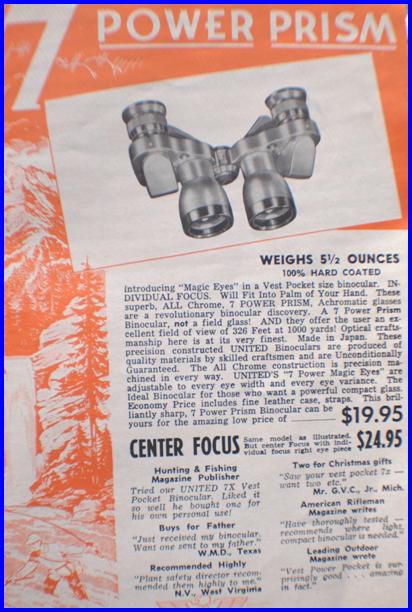 7 POWER PRISM
WEIGHS 5½ OUNCES
100% HARD COATED
Introducing "Magic Eyes" in a Vest Pocket size binocular. IN-
DIVIDUAL FOCUS. Will Fit Into Palm of Your Hand. These
superb, ALL Chrome, 7 POWER PRISM, Achromatic glasses
are a revolutionary binocular discovery. A 7 Power Prism
Binocular, not a field glass! AND they offer the user an ex-
cellent field of view of 326 Feet at 1000 yards! Optical crafts-
manship here is at its very finest. Made in Japan. These
precision constructed UNITED Binoculars are produced of
quality materials by skilled craftsmen and are Unconditionally
Guaranteed. The All Chrome construction is precision ma-
chined in every way. UNITED'S "7 Power Magic Eyes" are
adjustable to every eye width and every eye variance. The
Ideal Binocular for those who want a powerful compact glass.
Economy Price includes fine leather case, straps. This bril-
liantly sharp, 7 Power Prism Binocular can be
yours for the amazing low price of $19.95
CENTER FOCUS Same model as illustrated. But center Focus with indi-vidual focus right eye piece $24.95
Hunting & Fishing
Magazine Publisher
Tried our UNITED 7X Vest
Pocket Binocular. Liked it
so well he bought one for
his own personal use!
Buys for Father
"Just received my binocular.
Want one sent to my father."
W.M.D., Texas
Recommended Highly
"Plant safety director recom-
mended them highly to me."
N.V., West Virginia
Two for Christmas gifts
"Saw your vest pocket 7x —
want two etc."
Mr. G.V.C., Jr., Mich.
American Rifleman
Magazine writes
"Have thoroughly tested —
recommends where light,
compact binocular is needed."
Leading Outdoor
Magazine wrote
"Vest Power Pocket is sur-
prisingly good . . . amazing
in fact."